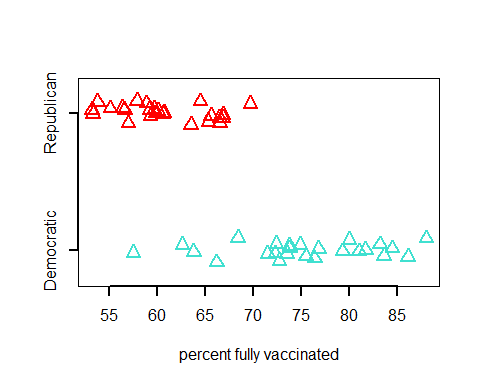 Republican
Democratic
55 60 65 70 75 80 85
percent fully vaccinated